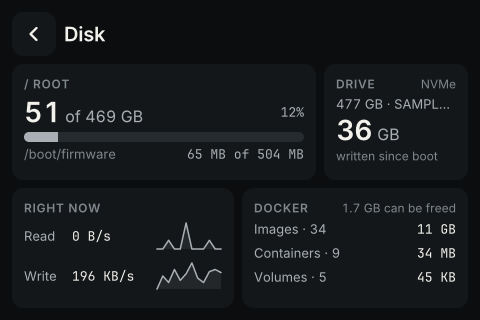 Disk
/ ROOT
51 of 469 GB
12%
/boot/firmware
65 MB of 504 MB
DRIVE
NVMe
477 GB · SAMPL...
36 GB
written since boot
RIGHT NOW
Read 0 B/s
Write 196 KB/s
DOCKER
1.7 GB can be freed
Images · 34
11 GB
Containers · 9
34 MB
Volumes · 5
45 KB